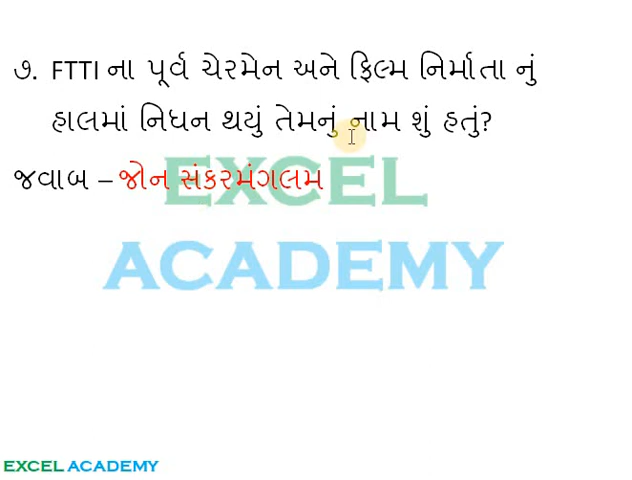 ૭. FTTI ના પૂર્વ ચેરમેન અને ફિલ્મ નિર્માતા નું
હાલમાં નિધન થયું તેમનું નામ શું હતું?
જવાબ – જોન સંકરમંગલમ
EXCEL
ACADEMY
EXCEL ACADEMY